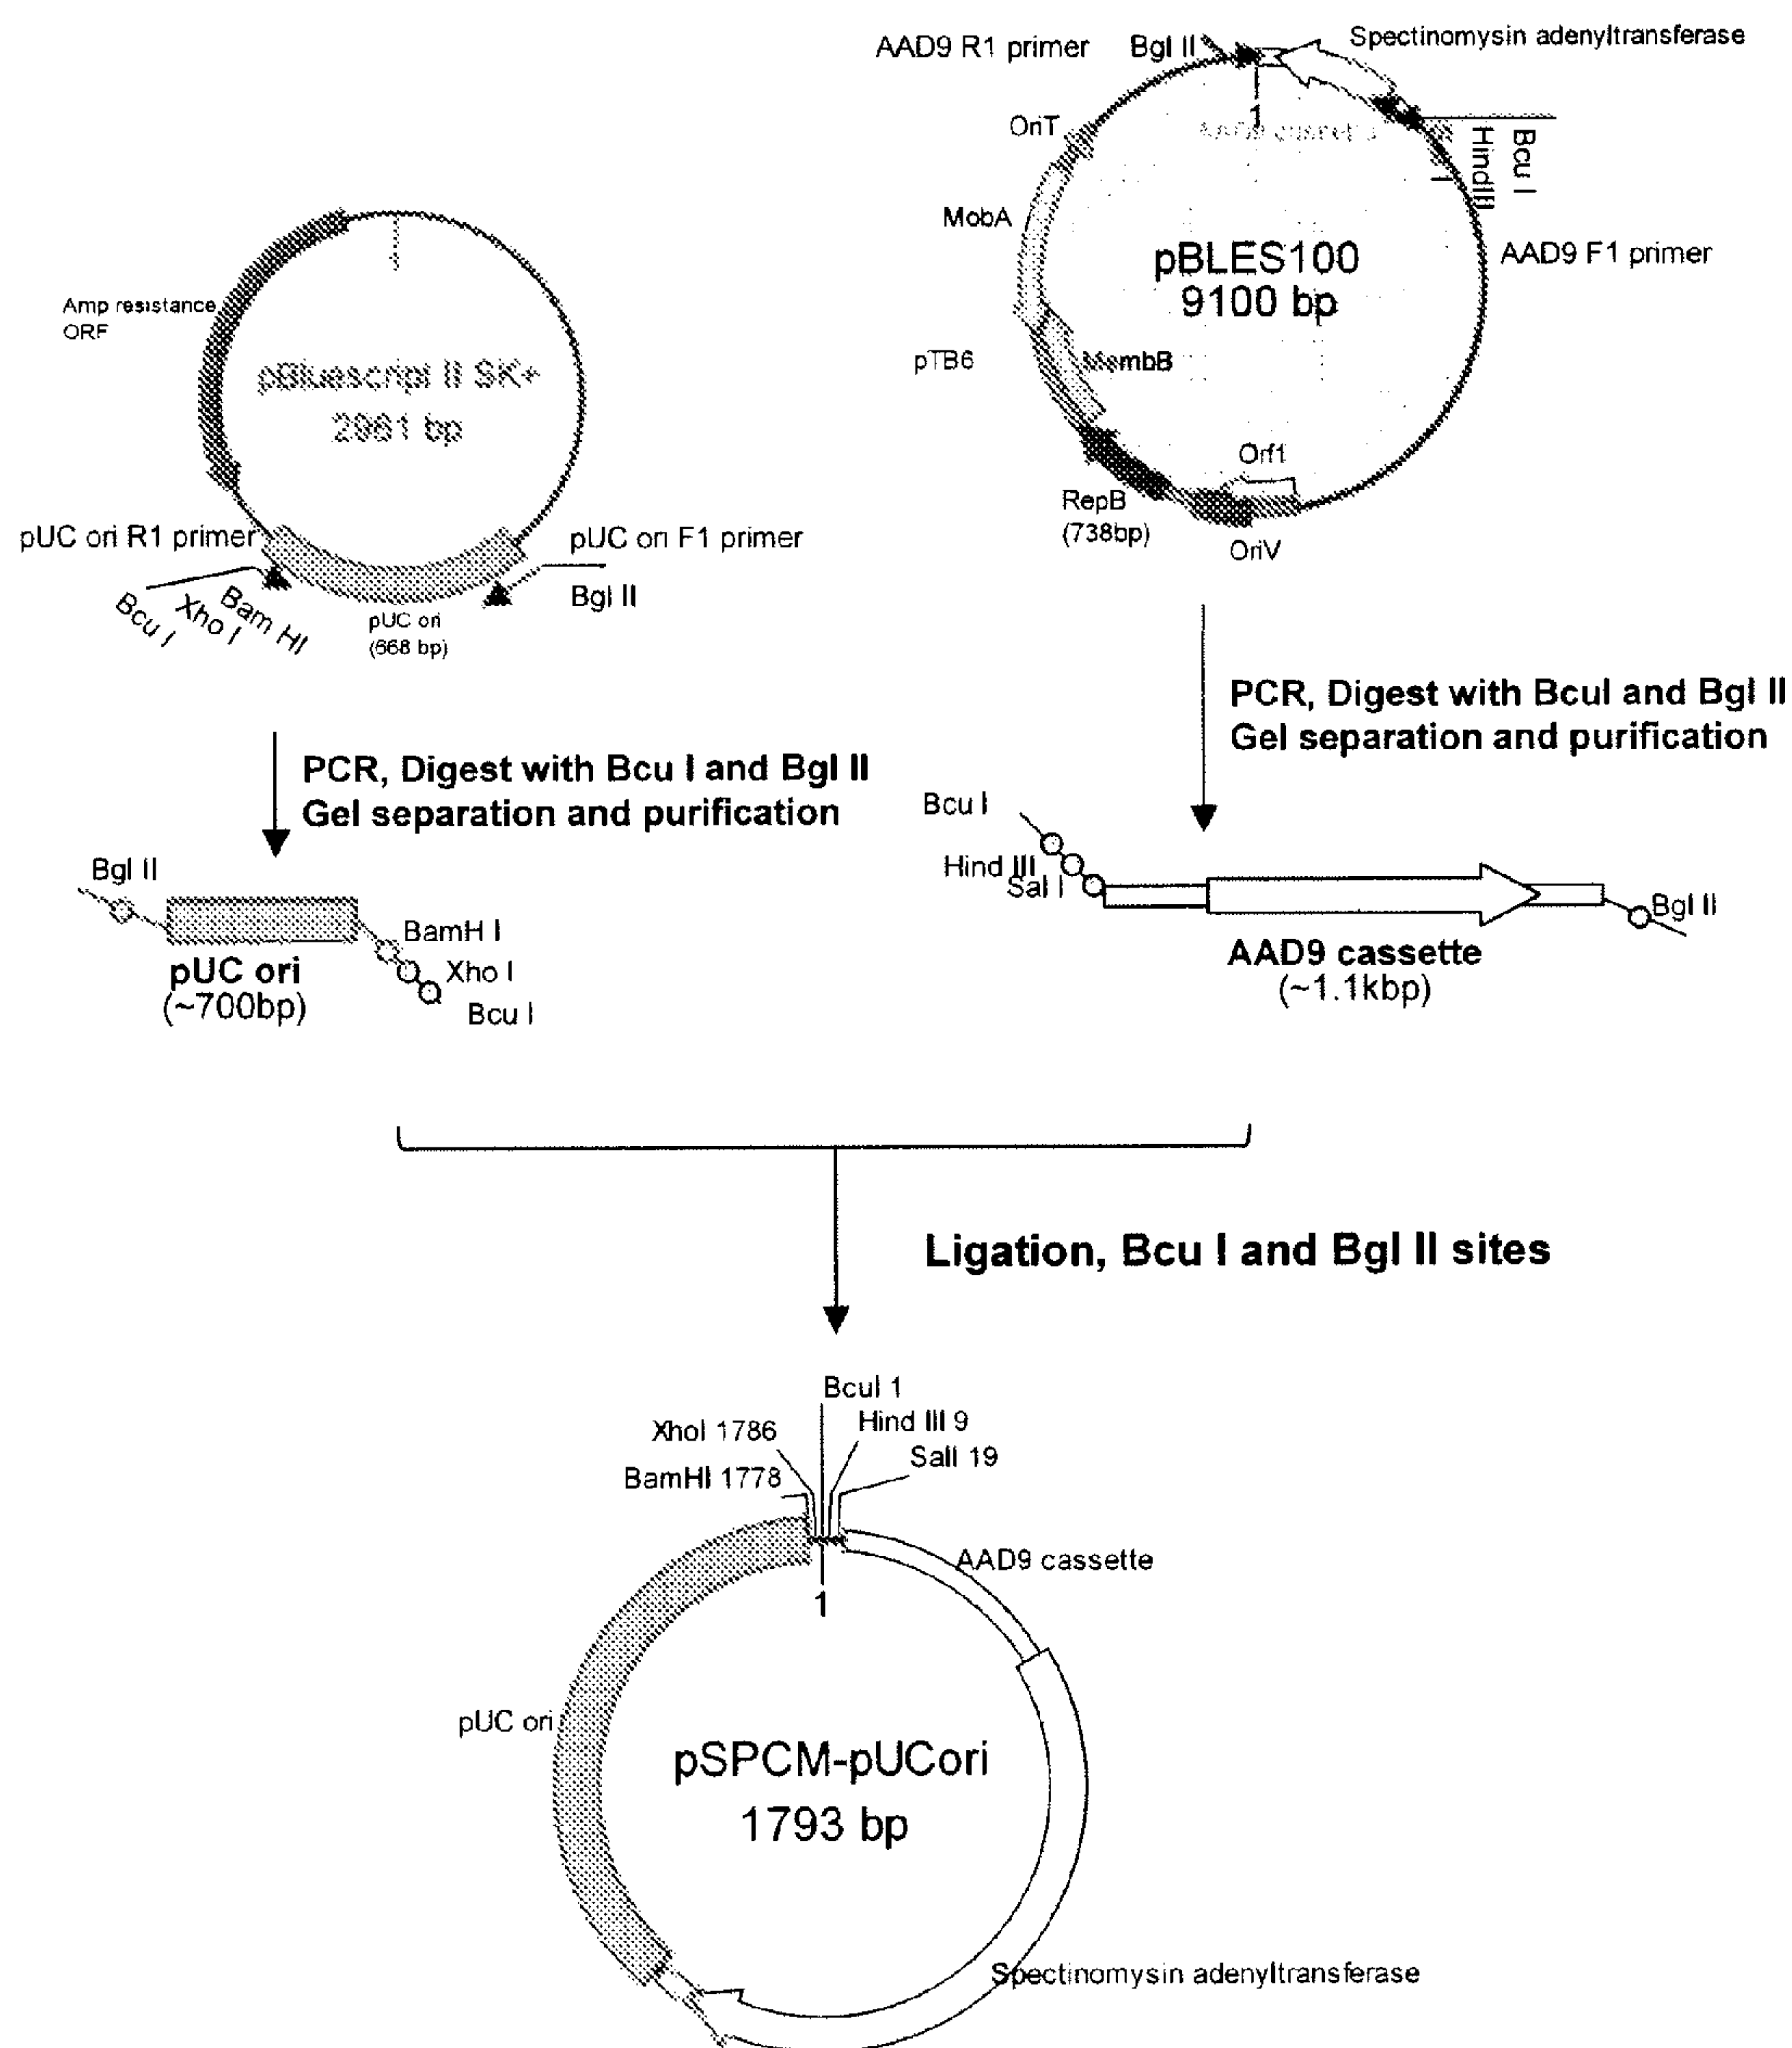 AAD9 R1 primer
Bgl II
Spectinomysin adenyltransferase
OriT
1
Bcu I
HindIII
MobA
pBLES100
9100 bp
AAD9 F1 primer
Amp resistance
ORF
pTB6
MembB
pBluescript II SK+
2961 bp
Orf1
RepB
(738bp)
OriV
pUC ori R1 primer
pUC ori F1 primer
Bgl II
Bcu I
Xho I
Bam HI
pUC ori
(668 bp)
PCR, Digest with BcuI and Bgl II
Gel separation and purification
PCR, Digest with Bcu I and Bgl II
Gel separation and purification
Bcu I
Hind III
Sal I
Bgl II
AAD9 cassette
(~1.1kbp)
Bgl II
BamH I
Xho I
Bcu I
pUC ori
(~700bp)
Ligation, Bcu I and Bgl II sites
BcuI 1
XhoI 1786
Hind III 9
BamHI 1778
SalI 19
AAD9 cassette
1
pUC ori
pSPCM-pUCori
1793 bp
Spectinomysin adenyltransferase